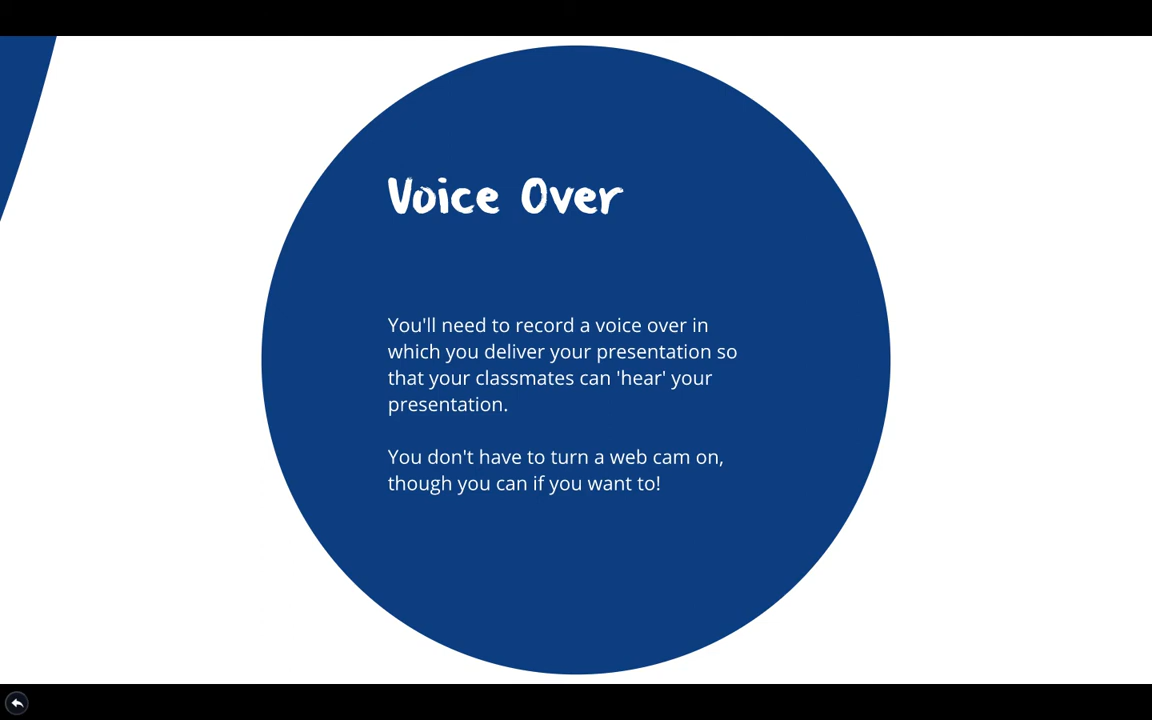 Voice Over
You'll need to record a voice over in
which you deliver your presentation so
that your classmates can 'hear' your
presentation.
You don't have to turn a web cam on,
though you can if you want to!